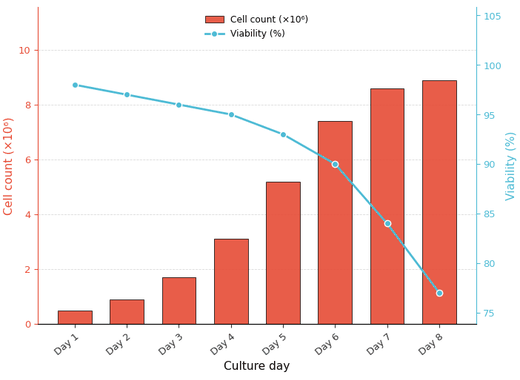 Cell count (×10⁶)
Viability (%)
Cell count (×10⁶)
10
8
6
4
2
0
Viability (%)
105
100
95
90
85
80
75
Day 1
Day 2
Day 3
Day 4
Day 5
Day 6
Day 7
Day 8
Culture day